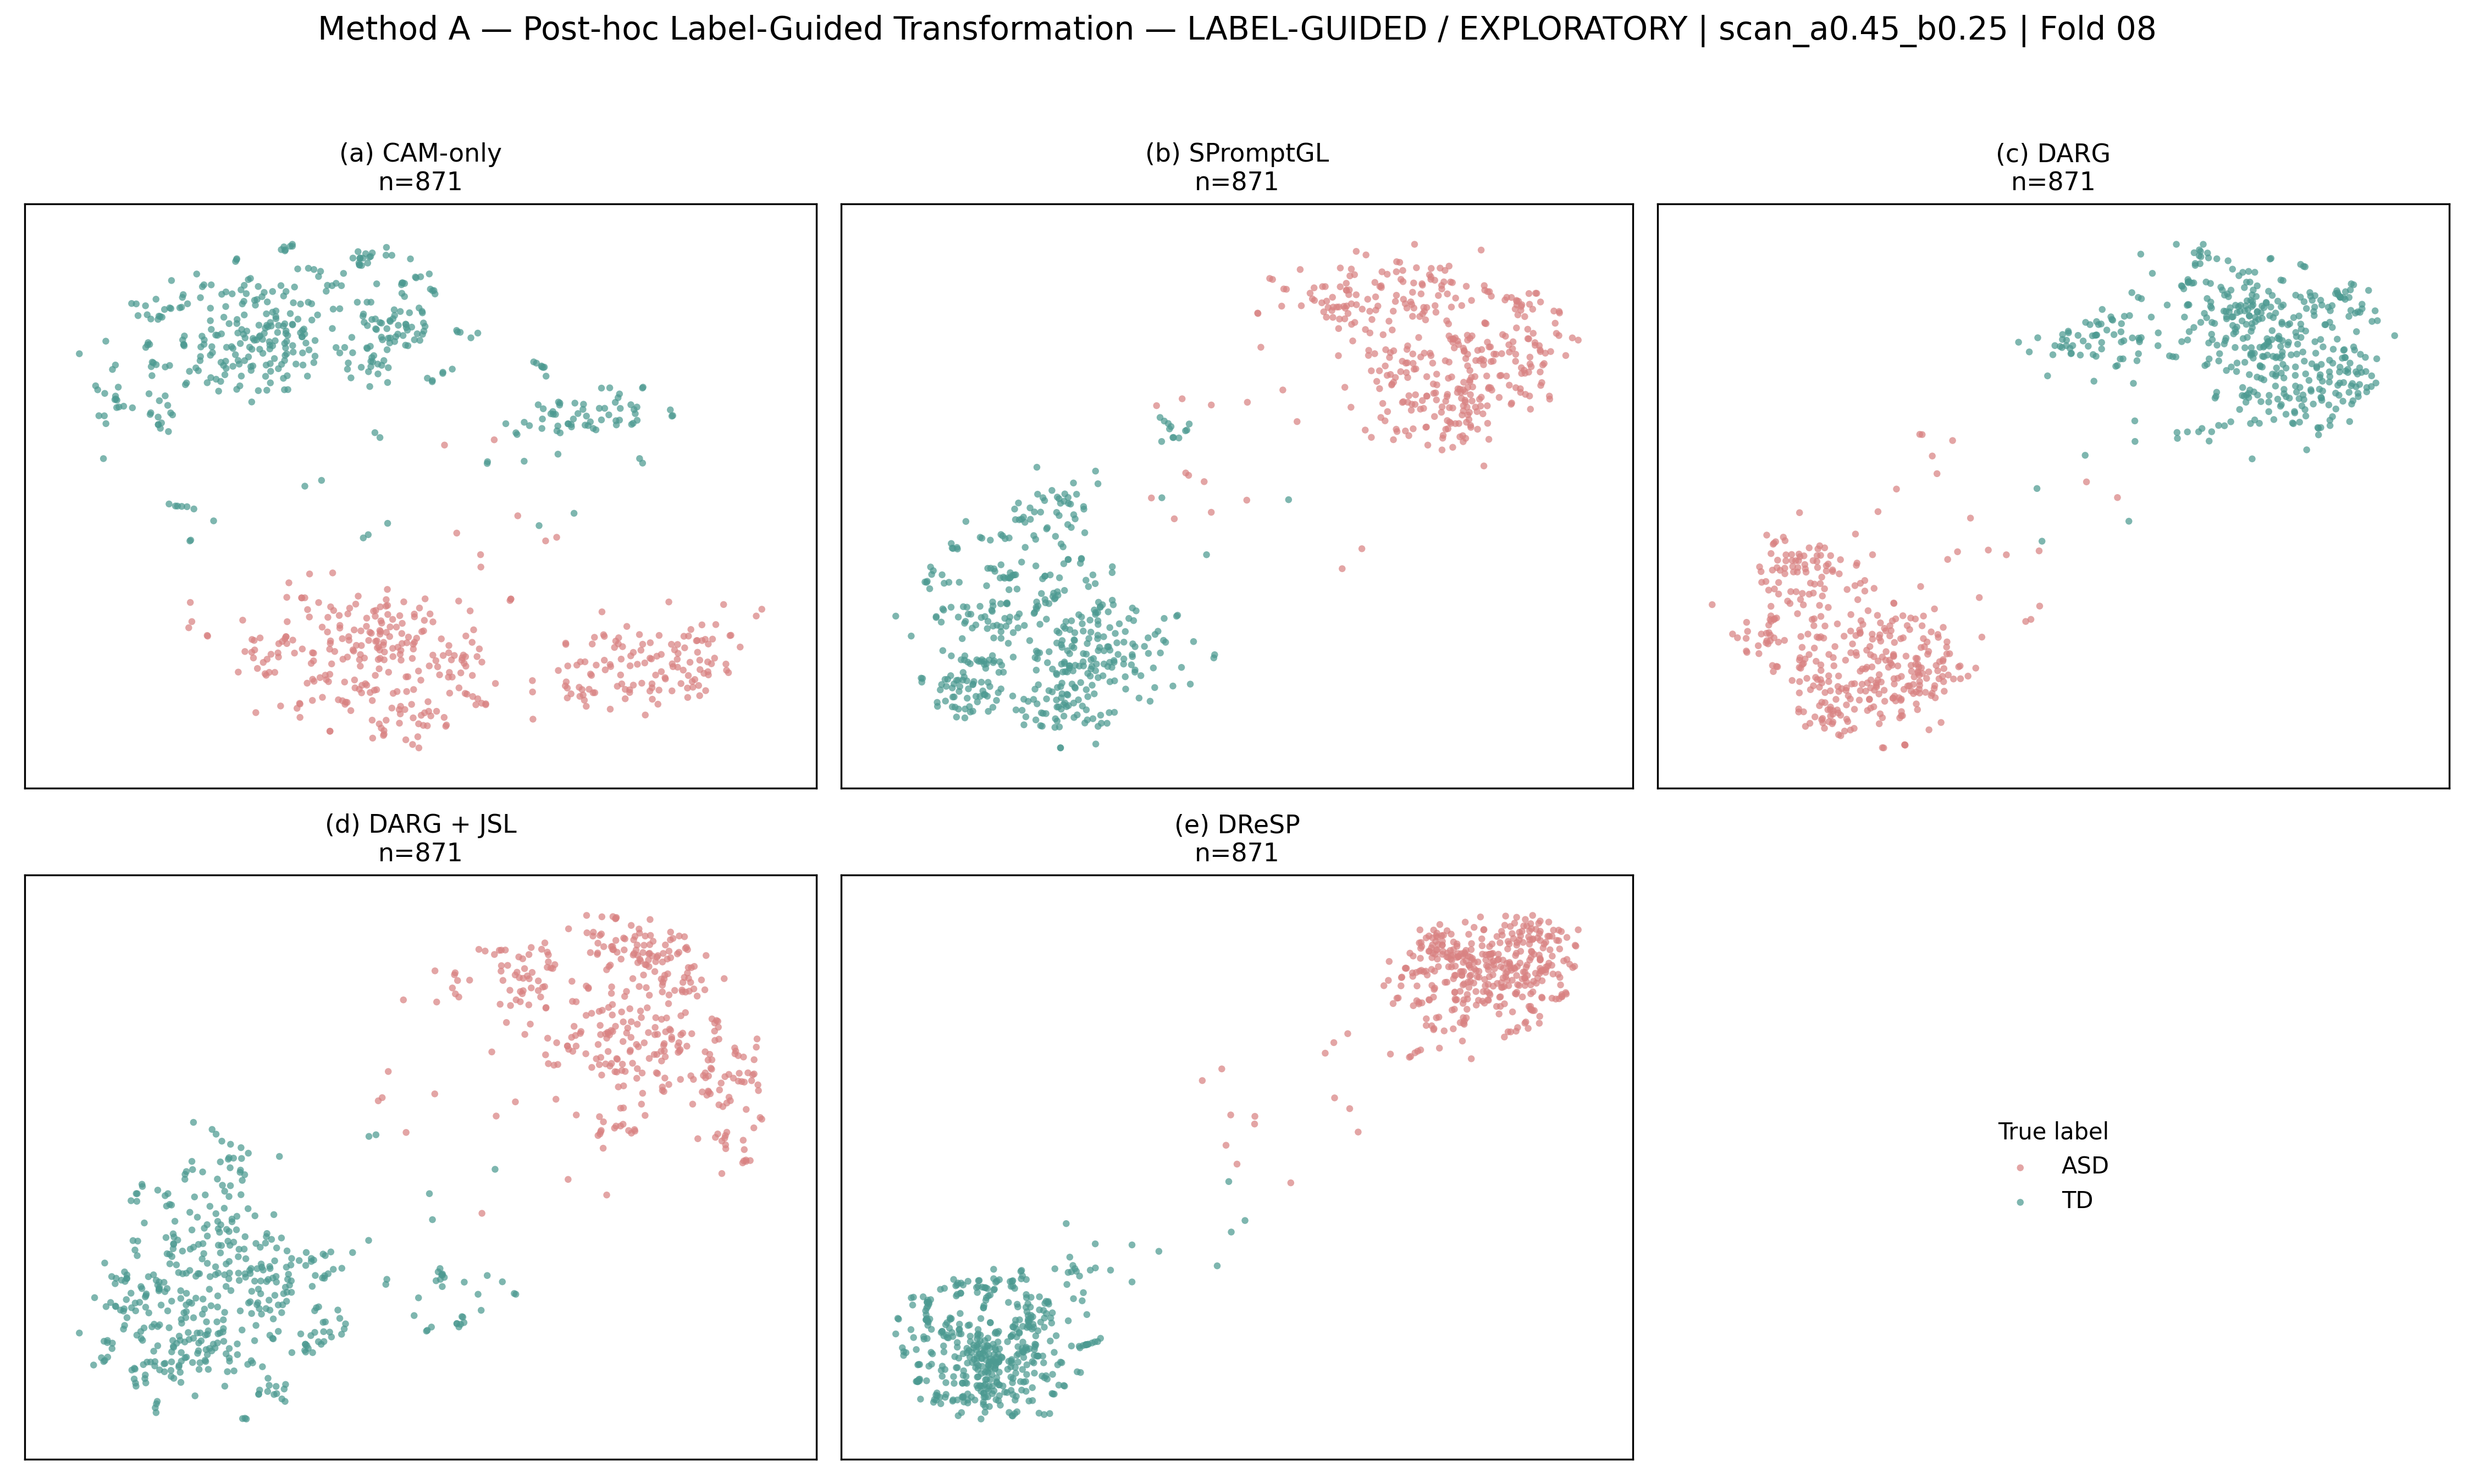 Method A — Post-hoc Label-Guided Transformation — LABEL-GUIDED / EXPLORATORY | scan_a0.45_b0.25 | Fold 08
(a) CAM-only
n=871
(b) SPromptGL
n=871
(c) DARG
n=871
(d) DARG + JSL
n=871
(e) DReSP
n=871
True label
ASD
TD